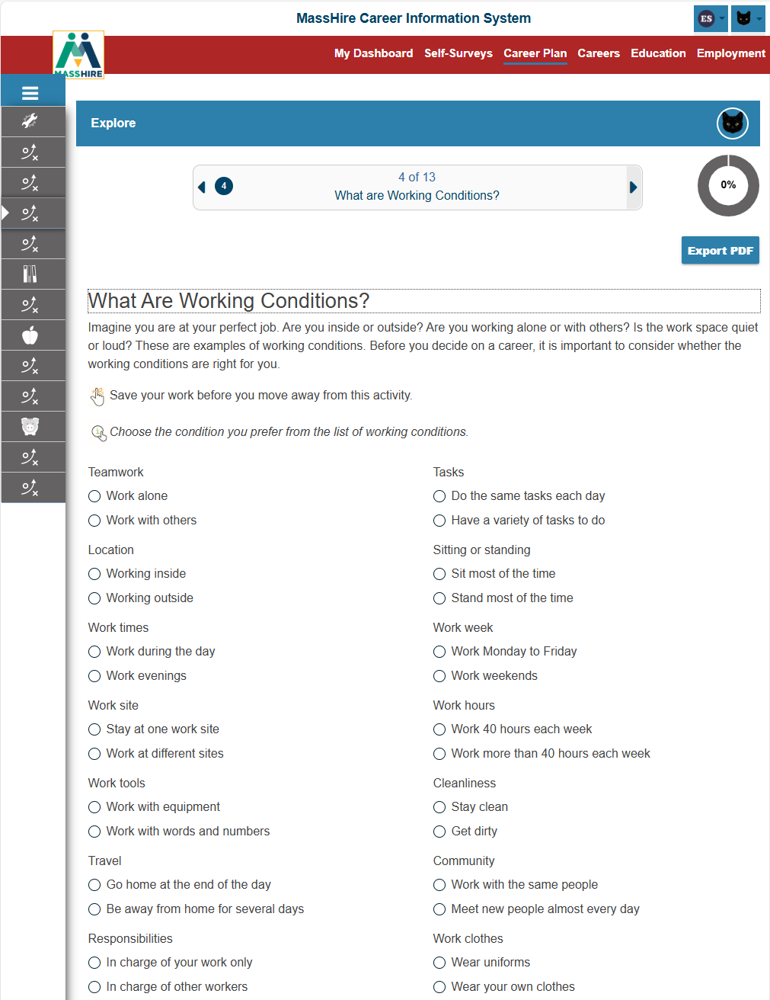 MassHire Career Information System
ES
MASSHIRE
My Dashboard Self-Surveys Career Plan Careers Education Employment
Explore
4
4 of 13
What are Working Conditions?
0%
Export PDF
What Are Working Conditions?
Imagine you are at your perfect job. Are you inside or outside? Are you working alone or with others? Is the work space quiet
or loud? These are examples of working conditions. Before you decide on a career, it is important to consider whether the
working conditions are right for you.
Save your work before you move away from this activity.
Choose the condition you prefer from the list of working conditions.
Teamwork
Work alone
Work with others
Location
Working inside
Working outside
Work times
Work during the day
Work evenings
Work site
Stay at one work site
Work at different sites
Work tools
Work with equipment
Work with words and numbers
Travel
Go home at the end of the day
Be away from home for several days
Responsibilities
In charge of your work only
In charge of other workers
Tasks
Do the same tasks each day
Have a variety of tasks to do
Sitting or standing
Sit most of the time
Stand most of the time
Work week
Work Monday to Friday
Work weekends
Work hours
Work 40 hours each week
Work more than 40 hours each week
Cleanliness
Stay clean
Get dirty
Community
Work with the same people
Meet new people almost every day
Work clothes
Wear uniforms
Wear your own clothes